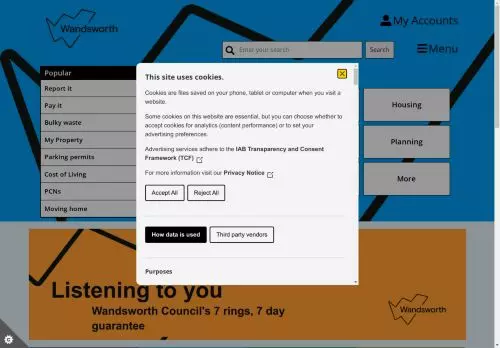 Wandsworth
My Accounts
Enter your search
Search
Menu
Popular
Report it
Pay it
Bulky waste
My Property
Parking permits
Cost of Living
PCNs
Moving home
Housing
Planning
More
This site uses cookies.
Cookies are files saved on your phone, tablet or computer when you visit a
website.
Some cookies on this website are essential, but you can choose whether to
accept cookies for analytics (content performance) or to set your
advertising preferences.
Advertising services adhere to the IAB Transparency and Consent
Framework (TCF)
For more information visit our Privacy Notice
Accept All
Reject All
How data is used
Third party vendors
Purposes
Listening to you
Wandsworth Council's 7 rings, 7 day
guarantee
Wandsworth